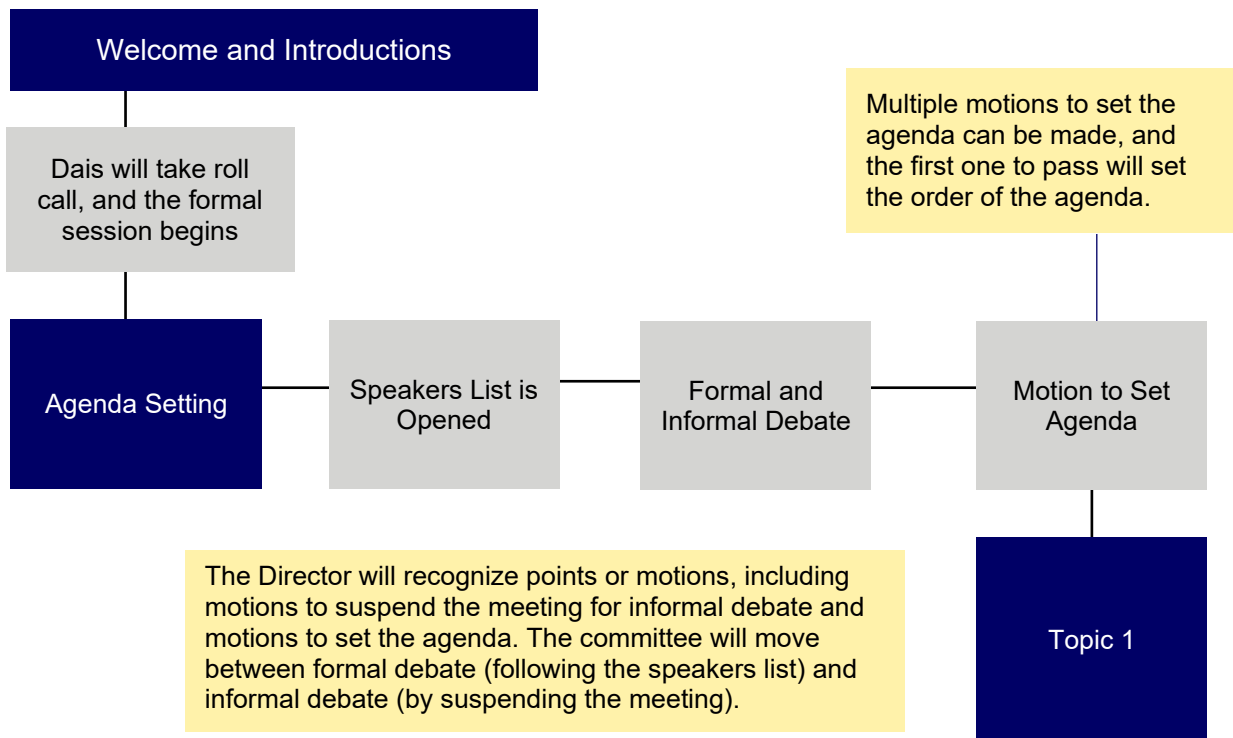 Welcome and Introductions
Dais will take roll
call, and the formal
session begins
Multiple motions to set the
agenda can be made, and
the first one to pass will set
the order of the agenda.
Agenda Setting
Speakers List is
Opened
Formal and
Informal Debate
Motion to Set
Agenda
The Director will recognize points or motions, including
motions to suspend the meeting for informal debate and
motions to set the agenda. The committee will move
between formal debate (following the speakers list) and
informal debate (by suspending the meeting).
Topic 1